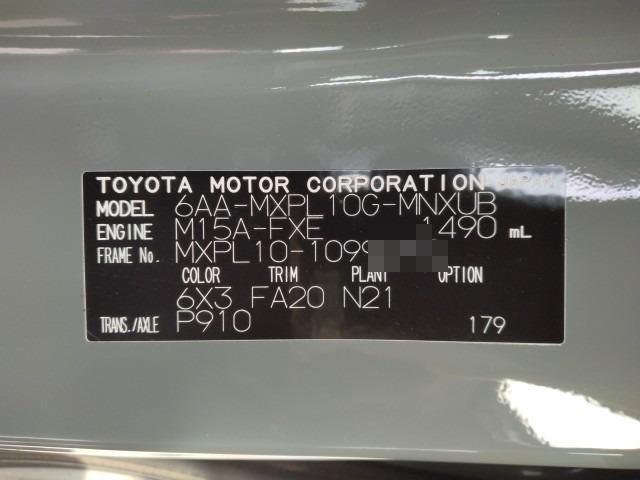 TOYOTA MOTOR CORPORATION JAPAN
MODEL 6AA-MXPL10G-MNXUB
ENGINE M15A-FXE 1490 mL
FRAME No. MXPL10-1099
COLOR TRIM PLANT OPTION
6X3 FA20 N21
TRANS./AXLE P910 179